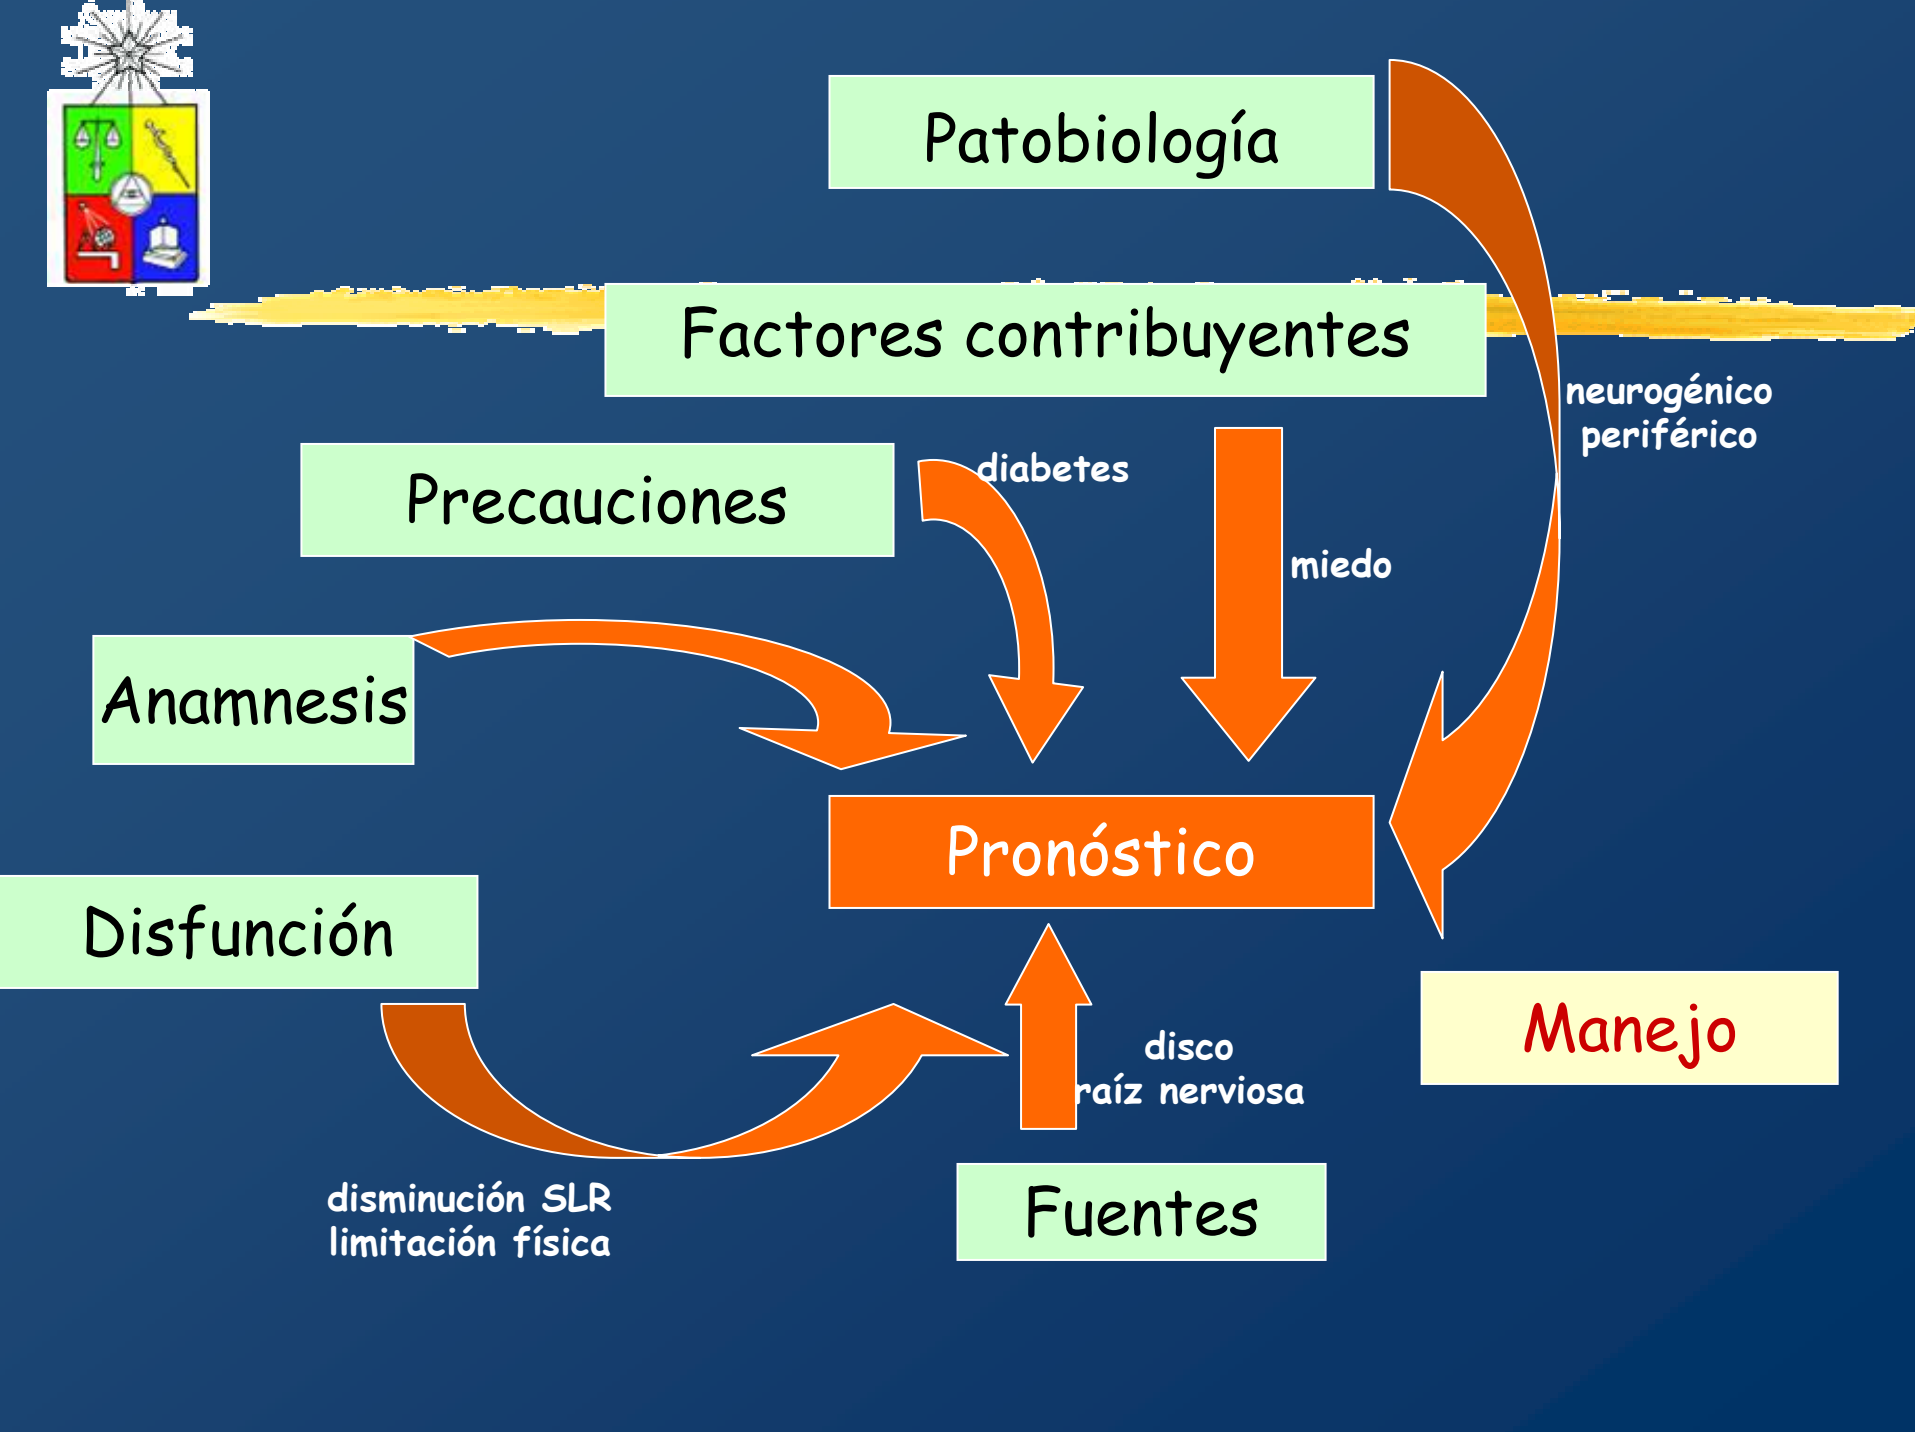 Patobiología
Factores contribuyentes
neurogénico
periférico
Precauciones
diabetes
miedo
Anamnesis
Pronóstico
Disfunción
Manejo
disco
raíz nerviosa
disminución SLR
limitación física
Fuentes